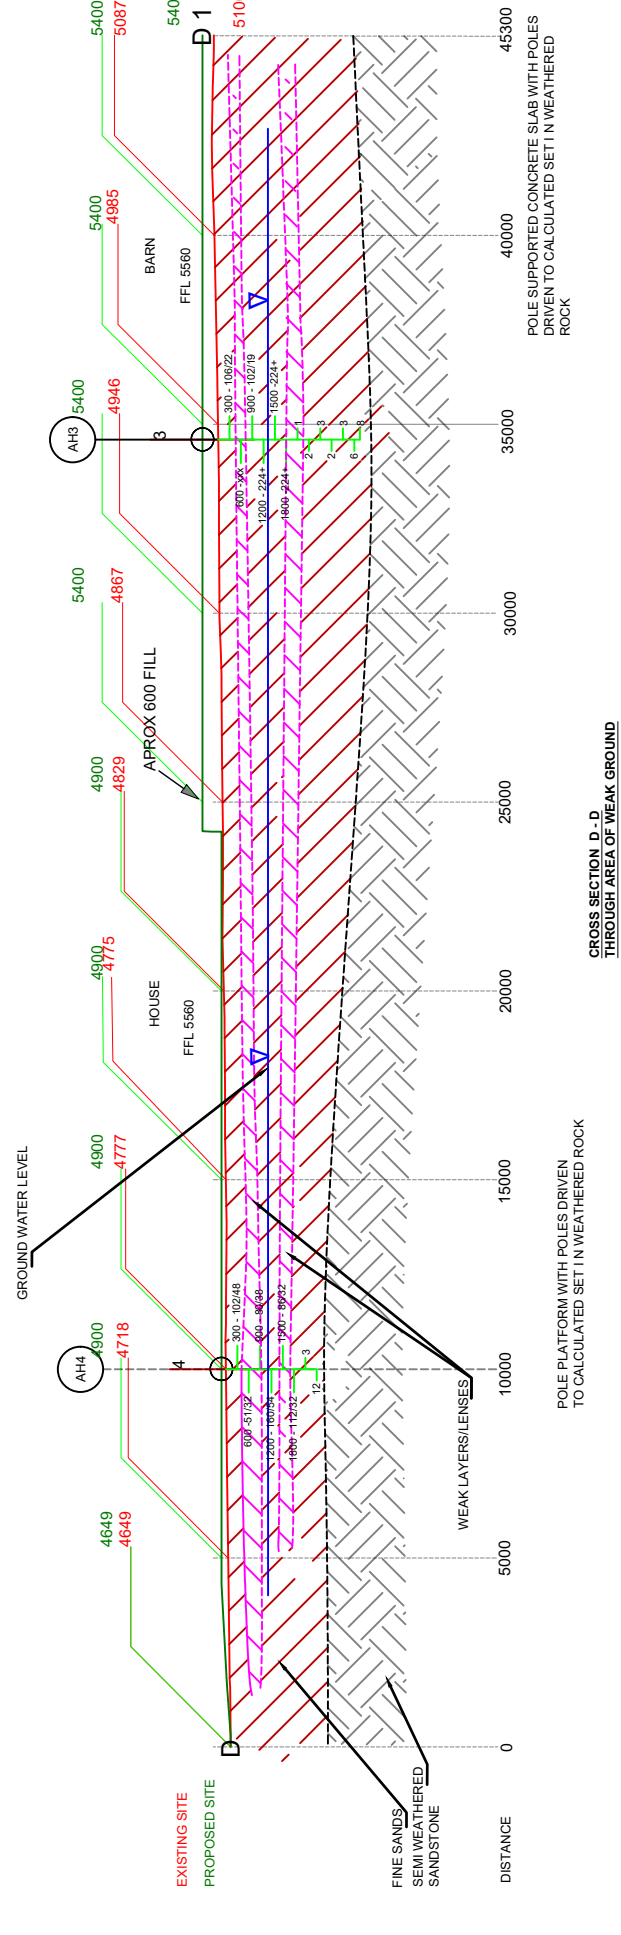 EXISTING SITE
PROPOSED SITE
GROUND WATER LEVEL
4649
4649
4900
4718
4900
4777
4900
4775
4900
4829
5400
4867
5400
4946
5400
4985
5400
5087
540
510
HOUSE
FFL 5560
BARN
FFL 5560
APROX 600 FILL
AH4
4
AH3
3
D
D 1
300 - 102/48
600 -51/32
900 - 80/38
1200 - 160/54
1500 - 86/32
1800 - 112/32
3
12
300 - 106/22
600 -xxx
900 - 102/19
1200 - 224+
1500 -224+
1800 -224+
1
2
3
2
3
6
8
FINE SANDS
SEMI WEATHERED
SANDSTONE
WEAK LAYERS/LENSES
DISTANCE
0
5000
10000
15000
20000
25000
30000
35000
40000
45300
POLE PLATFORM WITH POLES DRIVEN
TO CALCULATED SET I N WEATHERED ROCK
POLE SUPPORTED CONCRETE SLAB WITH POLES
DRIVEN TO CALCULATED SET I N WEATHERED
ROCK
CROSS SECTION D - D
THROUGH AREA OF WEAK GROUND